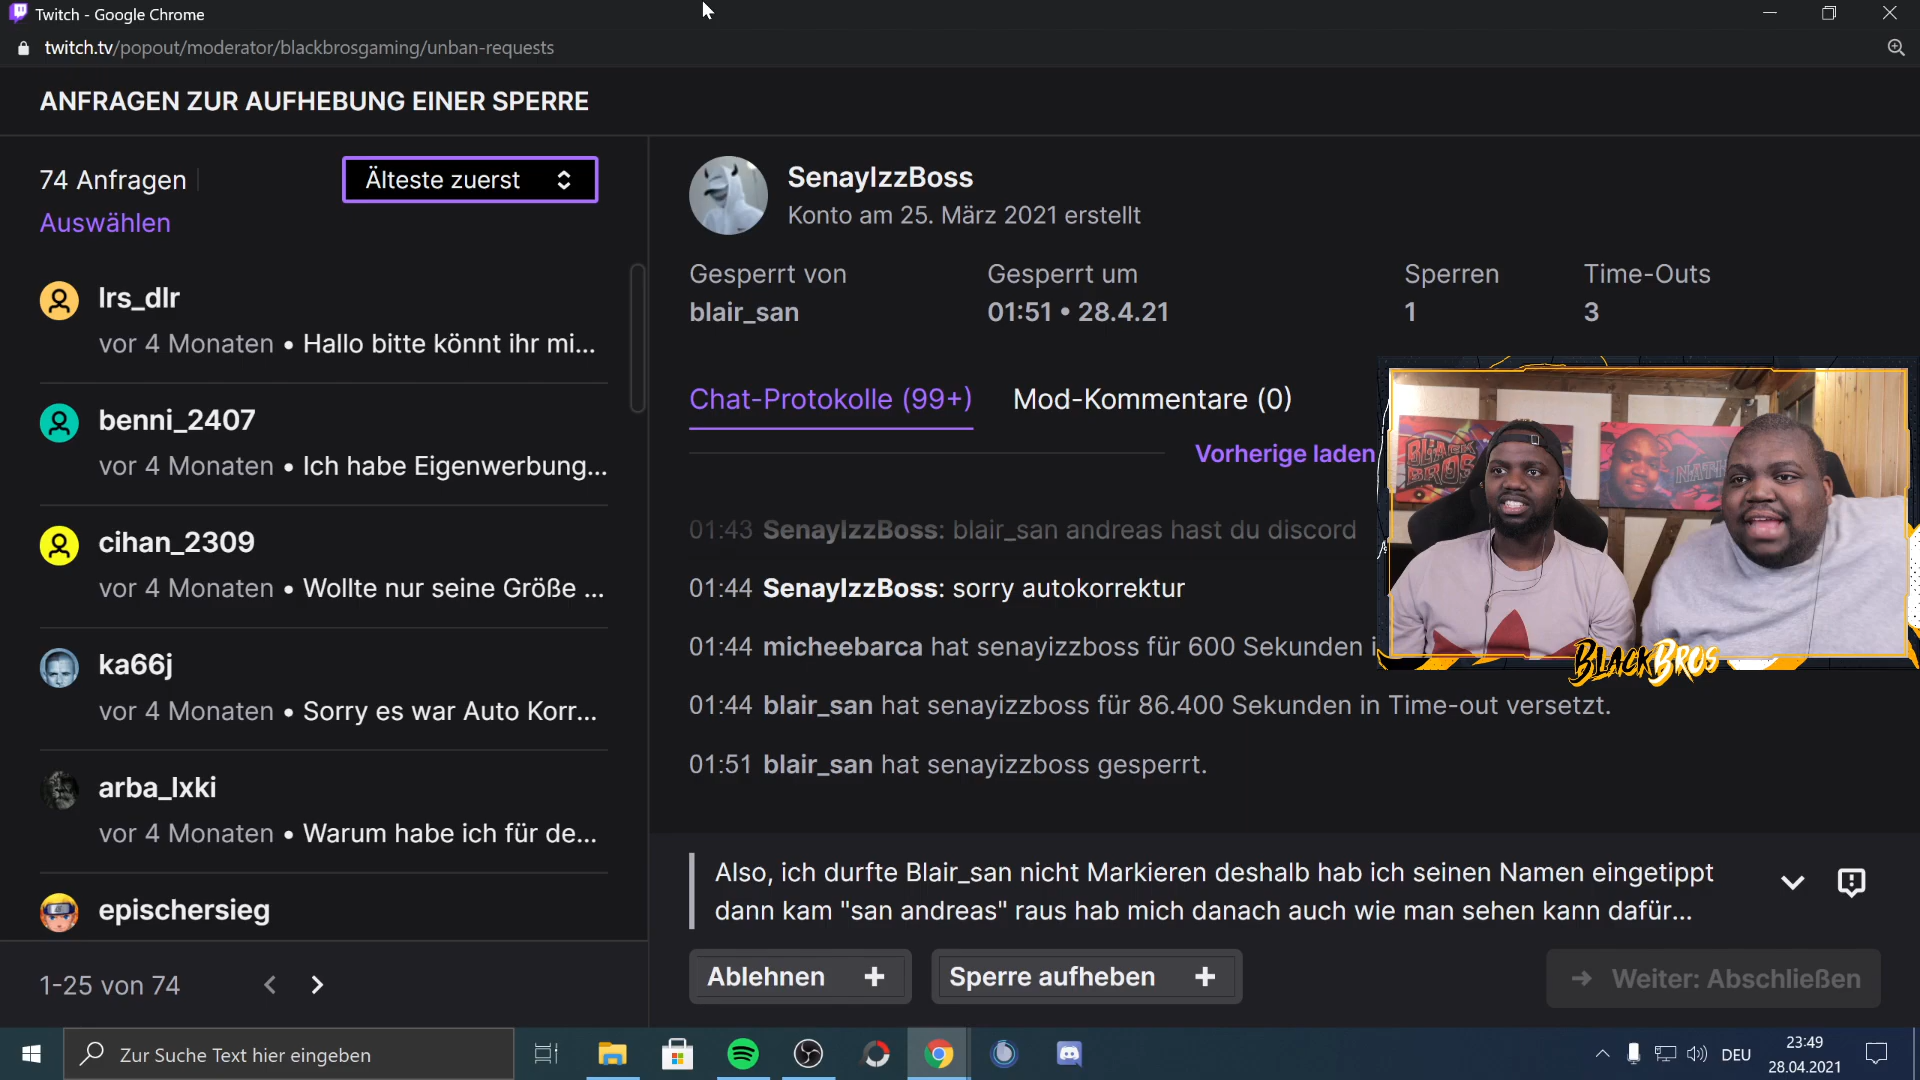 Twitch - Google Chrome
twitch.tv/popout/moderator/blackbrosgaming/unban-requests
ANFRAGEN ZUR AUFHEBUNG EINER SPERRE
74 Anfragen
Älteste zuerst
Auswählen
lrs_dlr
vor 4 Monaten • Hallo bitte könnt ihr mi...
benni_2407
vor 4 Monaten • Ich habe Eigenwerbung...
cihan_2309
vor 4 Monaten • Wollte nur seine Größe ...
ka66j
vor 4 Monaten • Sorry es war Auto Korr...
arba_lxki
vor 4 Monaten • Warum habe ich für de...
epischersieg
1-25 von 74
SenayIzzBoss
Konto am 25. März 2021 erstellt
Gesperrt von
blair_san
Gesperrt um
01:51 • 28.4.21
Sperren
1
Time-Outs
3
Chat-Protokolle (99+)
Mod-Kommentare (0)
Vorherige laden
01:43 SenayIzzBoss: blair_san andreas hast du discord
01:44 SenayIzzBoss: sorry autokorrektur
01:44 micheebarca hat senayizzboss für 600 Sekunden i
01:44 blair_san hat senayizzboss für 86.400 Sekunden in Time-out versetzt.
01:51 blair_san hat senayizzboss gesperrt.
BLACK
BROS
NATI
BLACKBROS
Also, ich durfte Blair_san nicht Markieren deshalb hab ich seinen Namen eingetippt
dann kam "san andreas" raus hab mich danach auch wie man sehen kann dafür...
Ablehnen +
Sperre aufheben +
Weiter: Abschließen
Zur Suche Text hier eingeben
DEU
23:49
28.04.2021